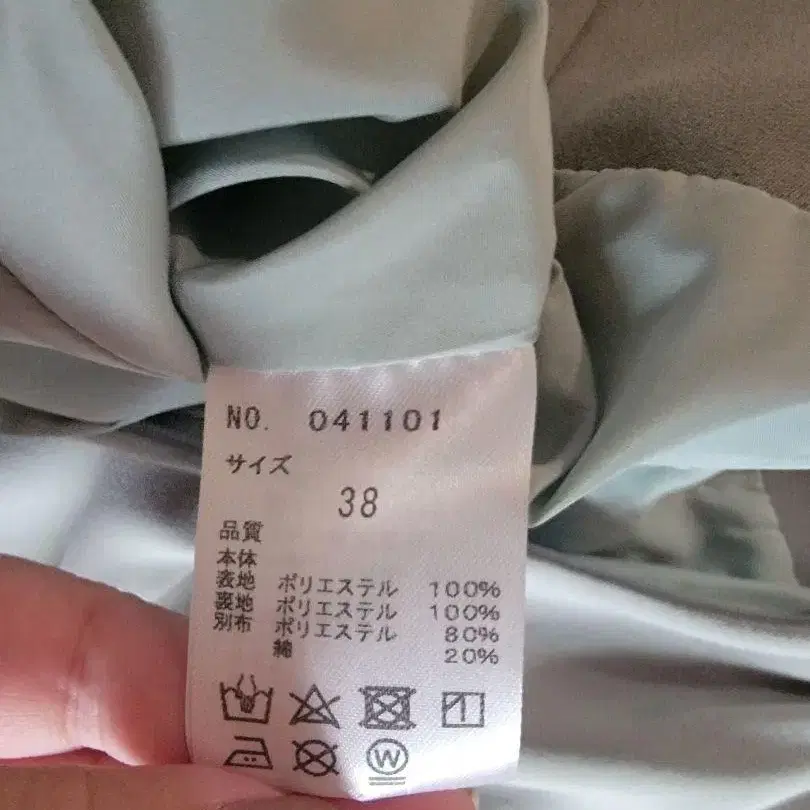 NO. 041101
サイズ
38
品質
本体
表地 ポリエステル 100%
裏地 ポリエステル 100%
別布 ポリエステル 80%
綿 20%
W